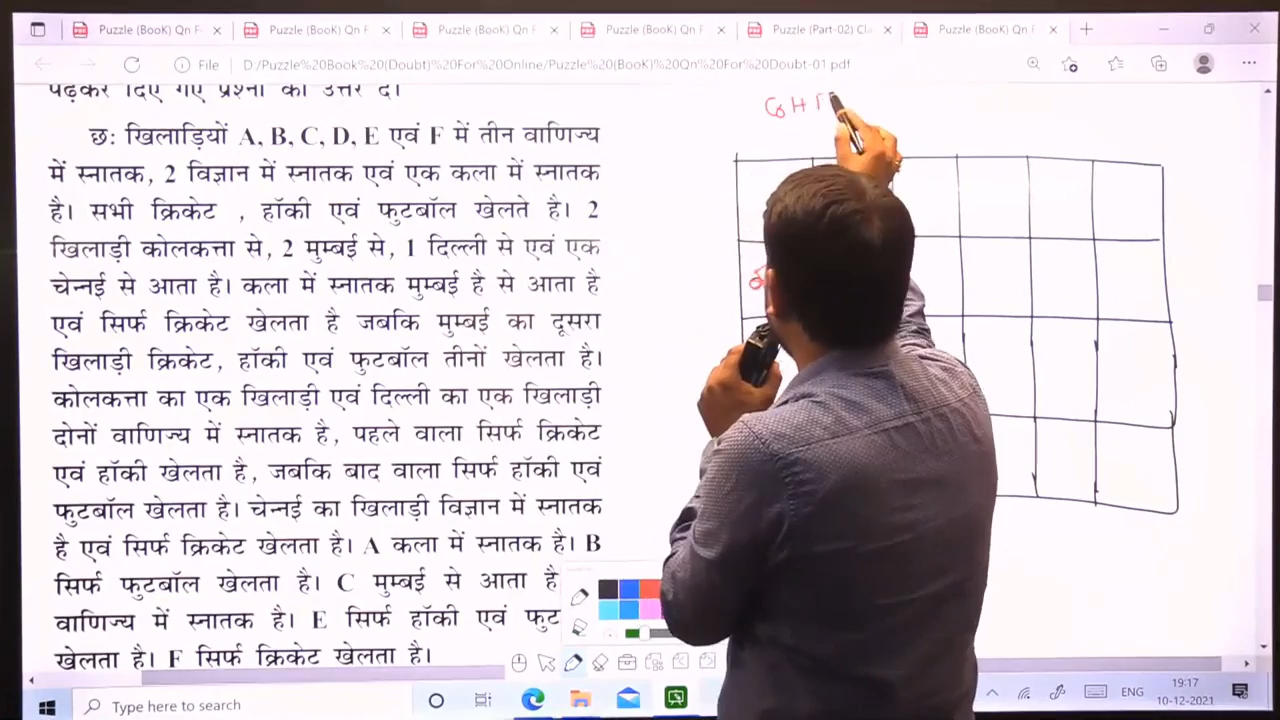 Puzzle (BooK) Qn F
Puzzle (BooK) Qn F
Puzzle (BooK) Qn F
Puzzle (BooK) Qn F
Puzzle (Part-02) Cla
Puzzle (BooK) Qn F
File D:/Puzzle%20Book%20(Doubt)%20For%20Online/Puzzle%20(BooK)%20Qn%20For%20Doubt-01 pdf
पढ़कर दिए गए प्रश्नों का उत्तर दें।
छः खिलाड़ियों A, B, C, D, E एवं F में तीन वाणिज्य
में स्नातक, 2 विज्ञान में स्नातक एवं एक कला में स्नातक
है। सभी क्रिकेट , हॉकी एवं फुटबॉल खेलते है। 2
खिलाड़ी कोलकत्ता से, 2 मुम्बई से, 1 दिल्ली से एवं एक
चेन्नई से आता है। कला में स्नातक मुम्बई है से आता है
एवं सिर्फ क्रिकेट खेलता है जबकि मुम्बई का दूसरा
खिलाड़ी क्रिकेट, हॉकी एवं फुटबॉल तीनों खेलता है।
कोलकत्ता का एक खिलाड़ी एवं दिल्ली का एक खिलाड़ी
दोनों वाणिज्य में स्नातक है, पहले वाला सिर्फ क्रिकेट
एवं हॉकी खेलता है, जबकि बाद वाला सिर्फ हॉकी एवं
फुटबॉल खेलता है। चेन्नई का खिलाड़ी विज्ञान में स्नातक
है एवं सिर्फ क्रिकेट खेलता है। A कला में स्नातक है। B
सिर्फ फुटबॉल खेलता है। C मुम्बई से आता है
वाणिज्य में स्नातक है। E सिर्फ हॉकी एवं फुट
खेलता है। F सिर्फ क्रिकेट खेलता है।
Type here to search
ENG
19:17
10-12-2021